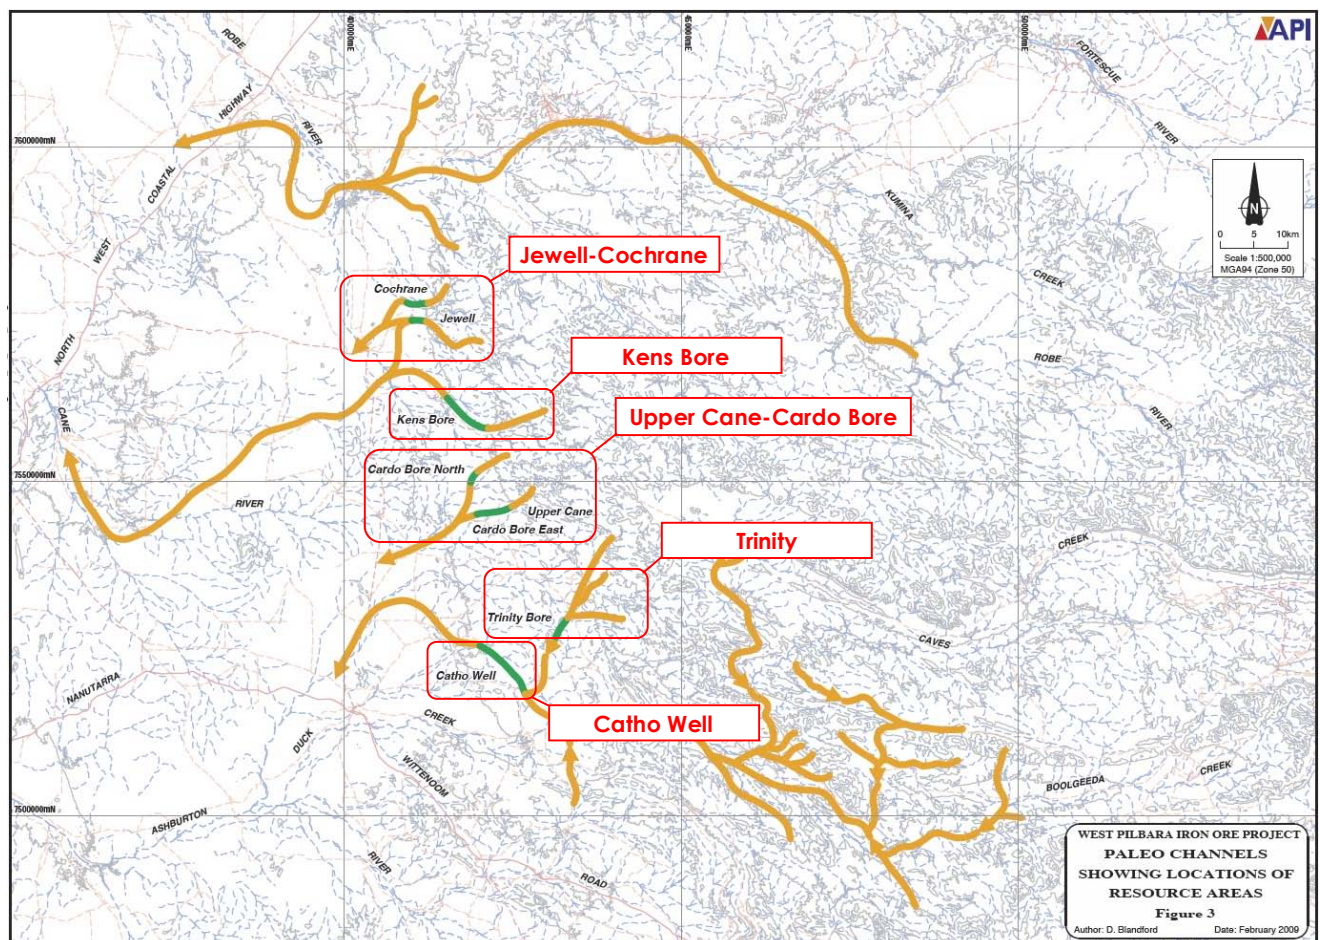 API
400000mE
450000mE
500000mE
ROBE
FORTESCUE
HIGHWAY
RIVER
RIVER
7600000mN
COASTAL
KUMINA
N
0 5 10km
Scale 1:500,000
MGA94 (Zone 50)
WEST
Jewell-Cochrane
CREEK
Cochrane
Jewell
NORTH
Kens Bore
ROBE
CANE
Kens Bore
Upper Cane-Cardo Bore
RIVER
Cardo Bore North
7550000mN
RIVER
Upper Cane
Cardo Bore East
Trinity
CREEK
Trinity Bore
CAVES
Catho Well
NANUTARRA
CREEK
Catho Well
DUCK
WITTENOOM
CREEK
BOOLGEEDA
7500000mN
ASHBURTON
RIVER
ROAD
WEST PILBARA IRON ORE PROJECT
PALEO CHANNELS
SHOWING LOCATIONS OF
RESOURCE AREAS
Figure 3
Author: D. Blandford Date: February 2009